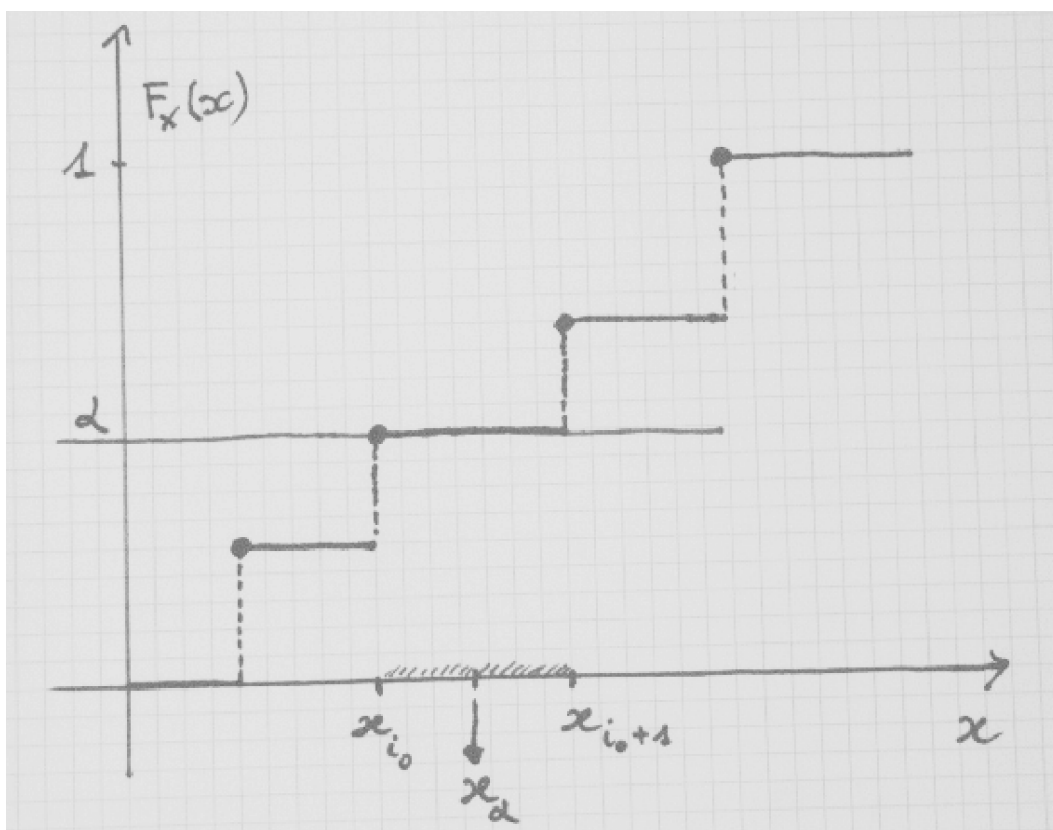 F_X(x)
1
α
x_{i_0}
x_{i_0+1}
x
x_α